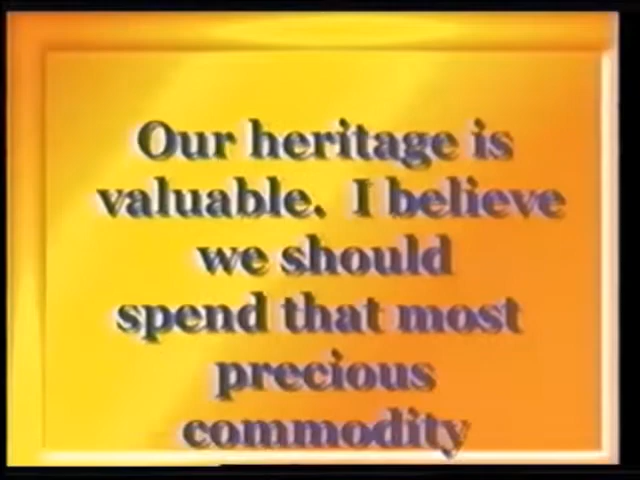 Our heritage is
valuable.  I believe
we should
spend that most
precious
commodity